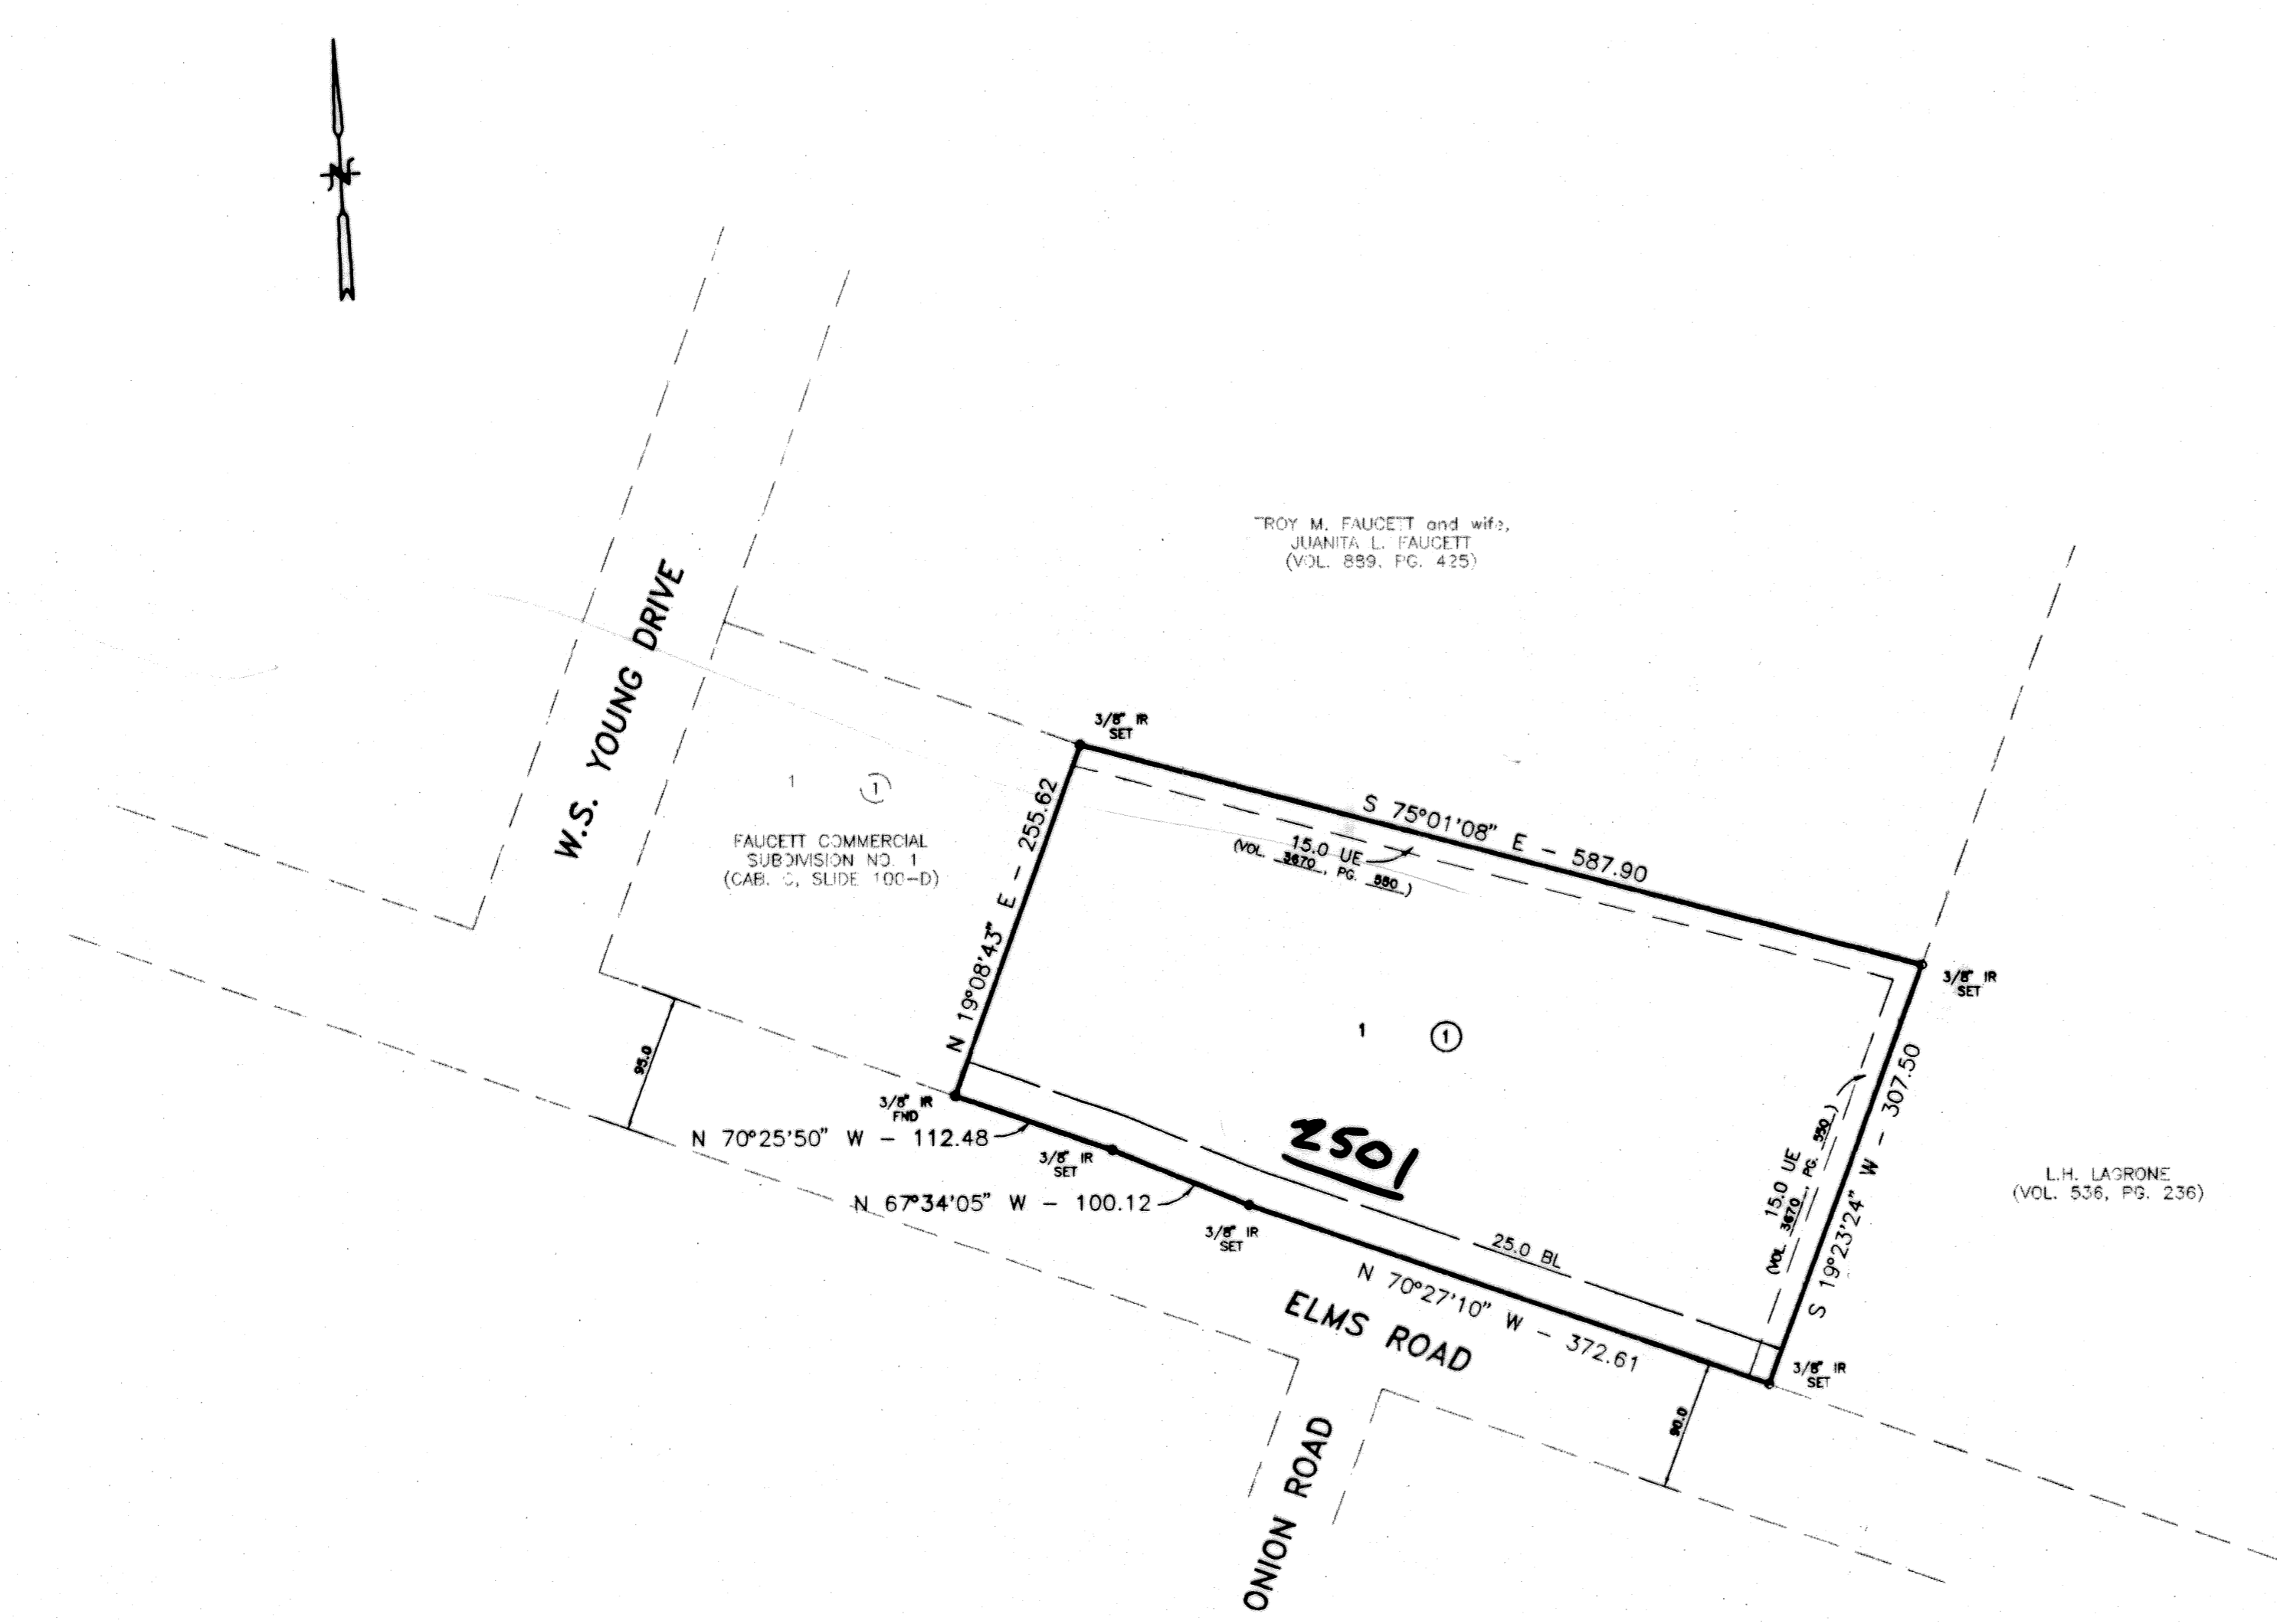 N
TROY M. FAUCETT and wife,
JUANITA L. FAUCETT
(VOL. 889, PG. 425)
W.S. YOUNG DRIVE
3/8" IR
SET
1 1
FAUCETT COMMERCIAL
SUBDIVISION NO. 1
(CAB. C, SLIDE 100-D)
N 19°08'43" E - 255.62
S 75°01'08" E - 587.90
15.0 UE
(VOL. 3670, PG. 550)
3/8" IR
SET
1 1
95.0
3/8" IR
FND
N 70°25'50" W - 112.48
3/8" IR
SET
N 67°34'05" W - 100.12
3/8" IR
SET
2501
25.0 BL
N 70°27'10" W - 372.61
15.0 UE
(VOL. 3670, PG. 550)
S 19°23'24" W - 307.50
L.H. LAGRONE
(VOL. 536, PG. 236)
3/8" IR
SET
ELMS ROAD
90.0
ONION ROAD